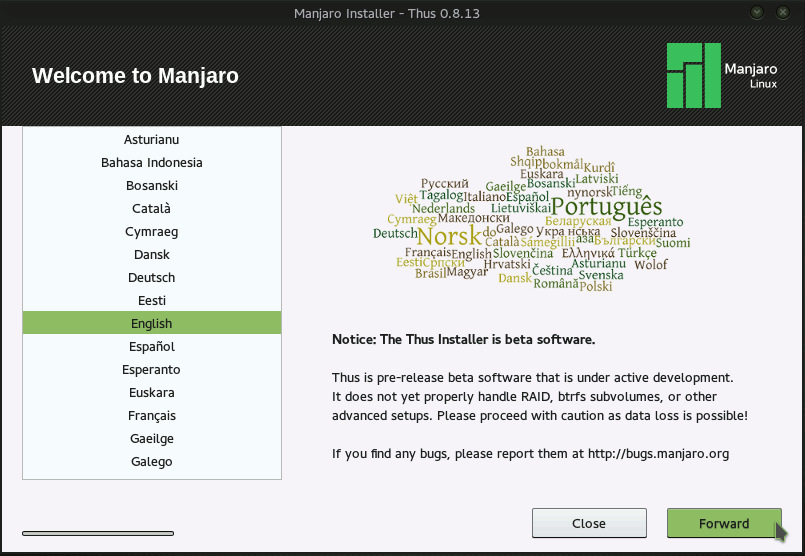 Manjaro Installer - Thus 0.8.13
Welcome to Manjaro
Manjaro
Linux
Asturianu
Bahasa Indonesia
Bosanski
Català
Cymraeg
Dansk
Deutsch
Eesti
English
Español
Esperanto
Euskara
Français
Gaeilge
Galego
Bahasa
Shqip bokmål Kurdî
Euskara
Русский Gaeilge Bosanski Latviski
Việt Tagalog Italiano Español nynorsk Tiếng
Nederlands Lietuviškai Português
Cymraeg Македонски Беларуская Esperanto
Deutsch Norsk do Galego Укра нська Slovenščina
Català Sámegillii аза Български Suomi
Français English Slovenčina Ελληνικά Türkçe
Eesti Српски Hrvatski Asturianu Wolof
Brasil Magyar Čeština Svenska
Dansk Română Polski
Notice: The Thus Installer is beta software.
Thus is pre-release beta software that is under active development.
It does not yet properly handle RAID, btrfs subvolumes, or other
advanced setups. Please proceed with caution as data loss is possible!
If you find any bugs, please report them at http://bugs.manjaro.org
Close
Forward